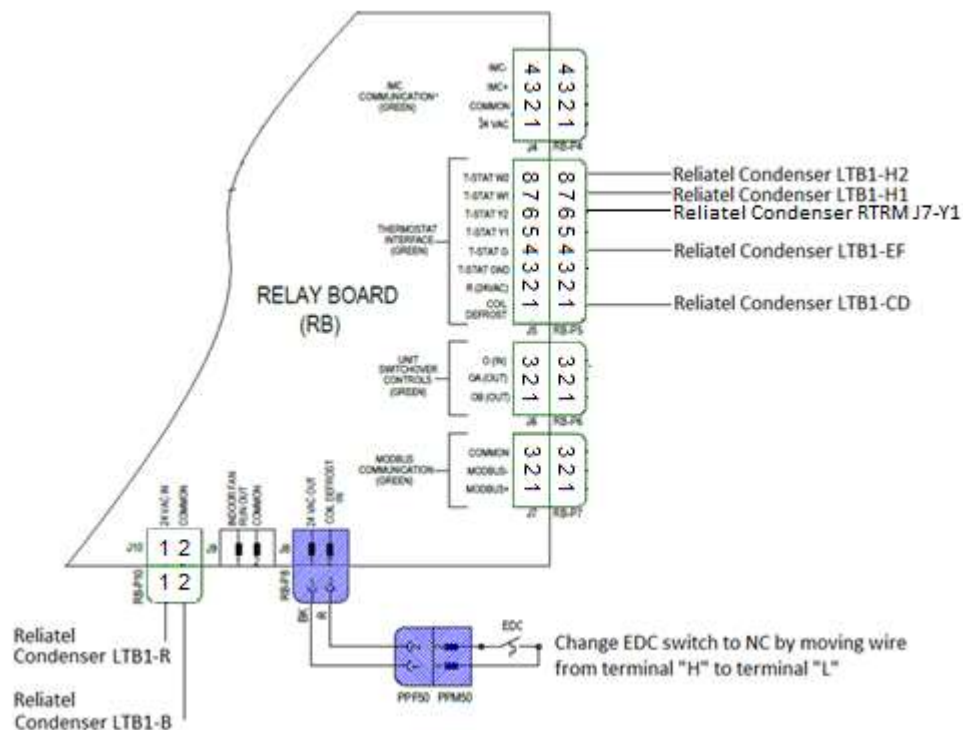 IMC-
IMC+
COMMON
24 VAC
IMC
COMMUNICATION*
(GREEN)
4 3 2 1
4 3 2 1
J4
RB-P4
T-STAT W2
T-STAT W1
T-STAT Y2
T-STAT Y1
T-STAT G
T-STAT GND
R (24VAC)
COIL
DEFROST
THERMOSTAT
INTERFACE
(GREEN)
8 7 6 5 4 3 2 1
8 7 6 5 4 3 2 1
J5
RB-P5
Reliatel Condenser LTB1-H2
Reliatel Condenser LTB1-H1
Reliatel Condenser RTRM J7-Y1
Reliatel Condenser LTB1-EF
Reliatel Condenser LTB1-CD
RELAY BOARD
(RB)
UNIT
SWITCHOVER
CONTROLS
(GREEN)
O (IN)
OA (OUT)
OB (OUT)
3 2 1
3 2 1
J6
RB-P6
MODBUS
COMMUNICATION
(GREEN)
COMMON
MODBUS-
MODBUS+
3 2 1
3 2 1
J7
RB-P7
24 VAC IN
COMMON
INDOOR FAN
RUN OUT
COMMON
24 VAC OUT
COIL DEFROST
IN
J10
1 2
J9
J8
RB-P10
1 2
RB-P8
BK
R
EDC
PPF50
PPM50
Reliatel
Condenser LTB1-R
Reliatel
Condenser LTB1-B
Change EDC switch to NC by moving wire
from terminal "H" to terminal "L"